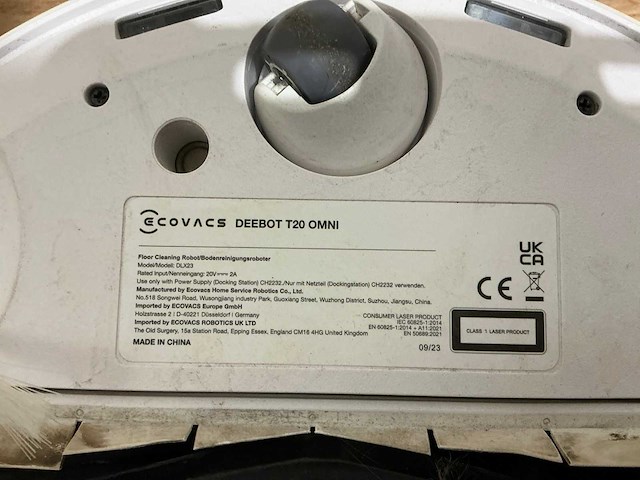 ECOVACS DEEBOT T20 OMNI
UK
CA
Floor Cleaning Robot/Bodenreinigungsroboter
Model/Modell: DLX23
Rated Input/Nenneingang: 20V⎓ 2A
Use only with Power Supply (Docking Station) CH2232./Nur mit Netzteil (Dockingstation) CH2232 verwenden.
Manufactured by Ecovacs Home Service Robotics Co., Ltd.
No.518 Songwei Road, Wusongjiang Industry Park, Guoxiang Street, Wuzhong District, Suzhou, Jiangsu, China.
Imported by ECOVACS Europe GmbH
Holzstrasse 2 | D-40221 Düsseldorf | Germany
Imported by ECOVACS ROBOTICS UK LTD
The Old Surgery, 15a Station Road, Epping Essex, England CM16 4HG United Kingdom
MADE IN CHINA
CE
CONSUMER LASER PRODUCT
IEC 60825-1:2014
EN 60825-1:2014 + A11:2021
EN 50689:2021
09/23
CLASS 1 LASER PRODUCT